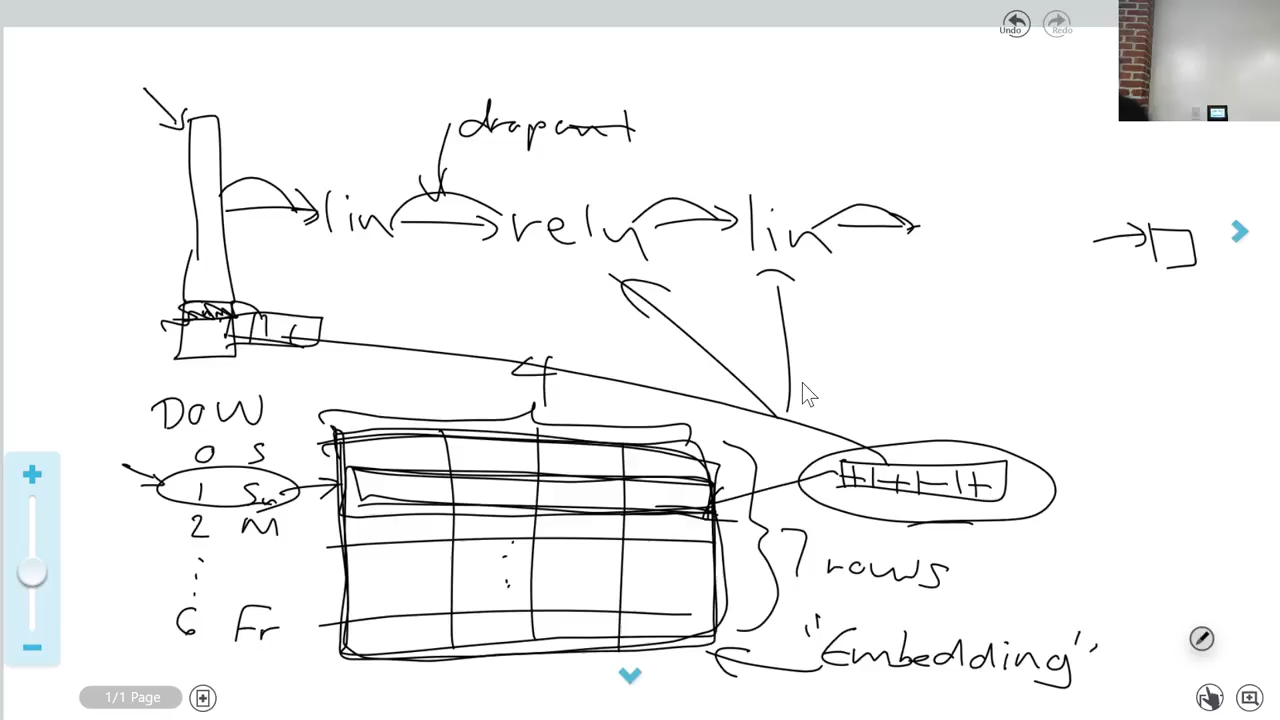 Undo Redo
dropout
lin relu lin
4
DOW
0 S
1 Su
2 M
6 Fr
7 rows
"Embedding"
1/1 Page